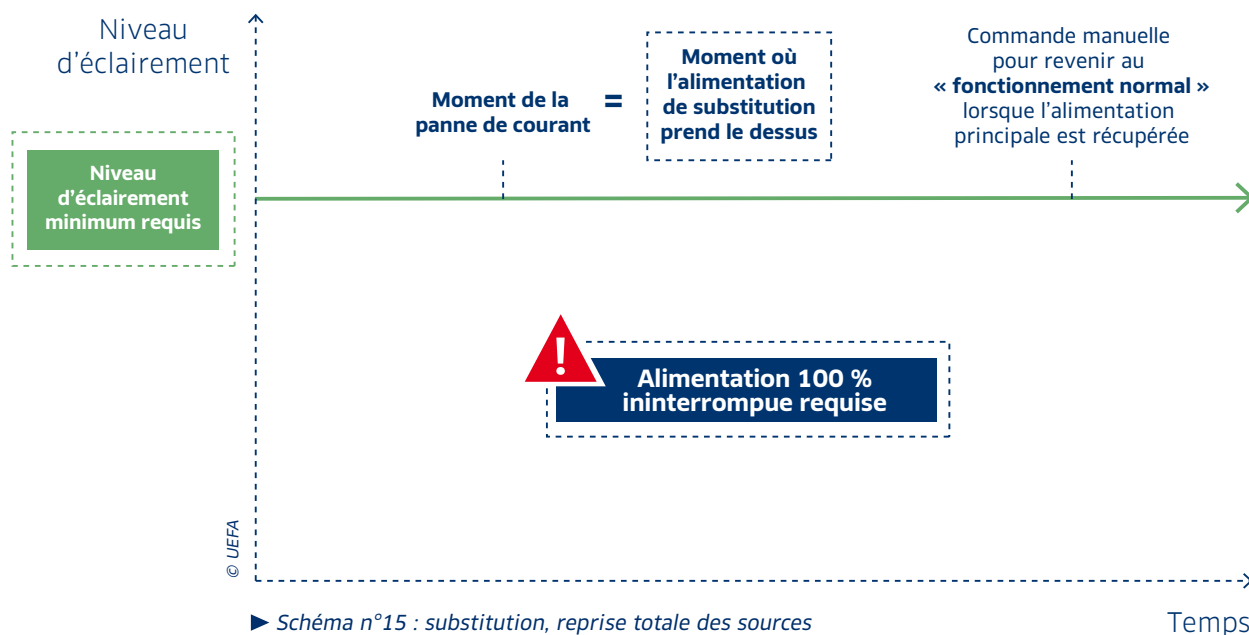 Niveau
d’éclairement
Niveau
d’éclairement
minimum requis
Moment de la
panne de courant
=
Moment où
l’alimentation
de substitution
prend le dessus
Commande manuelle
pour revenir au
« fonctionnement normal »
lorsque l’alimentation
principale est récupérée
!
Alimentation 100 %
ininterrompue requise
© UEFA
► Schéma n°15 : substitution, reprise totale des sources
Temps